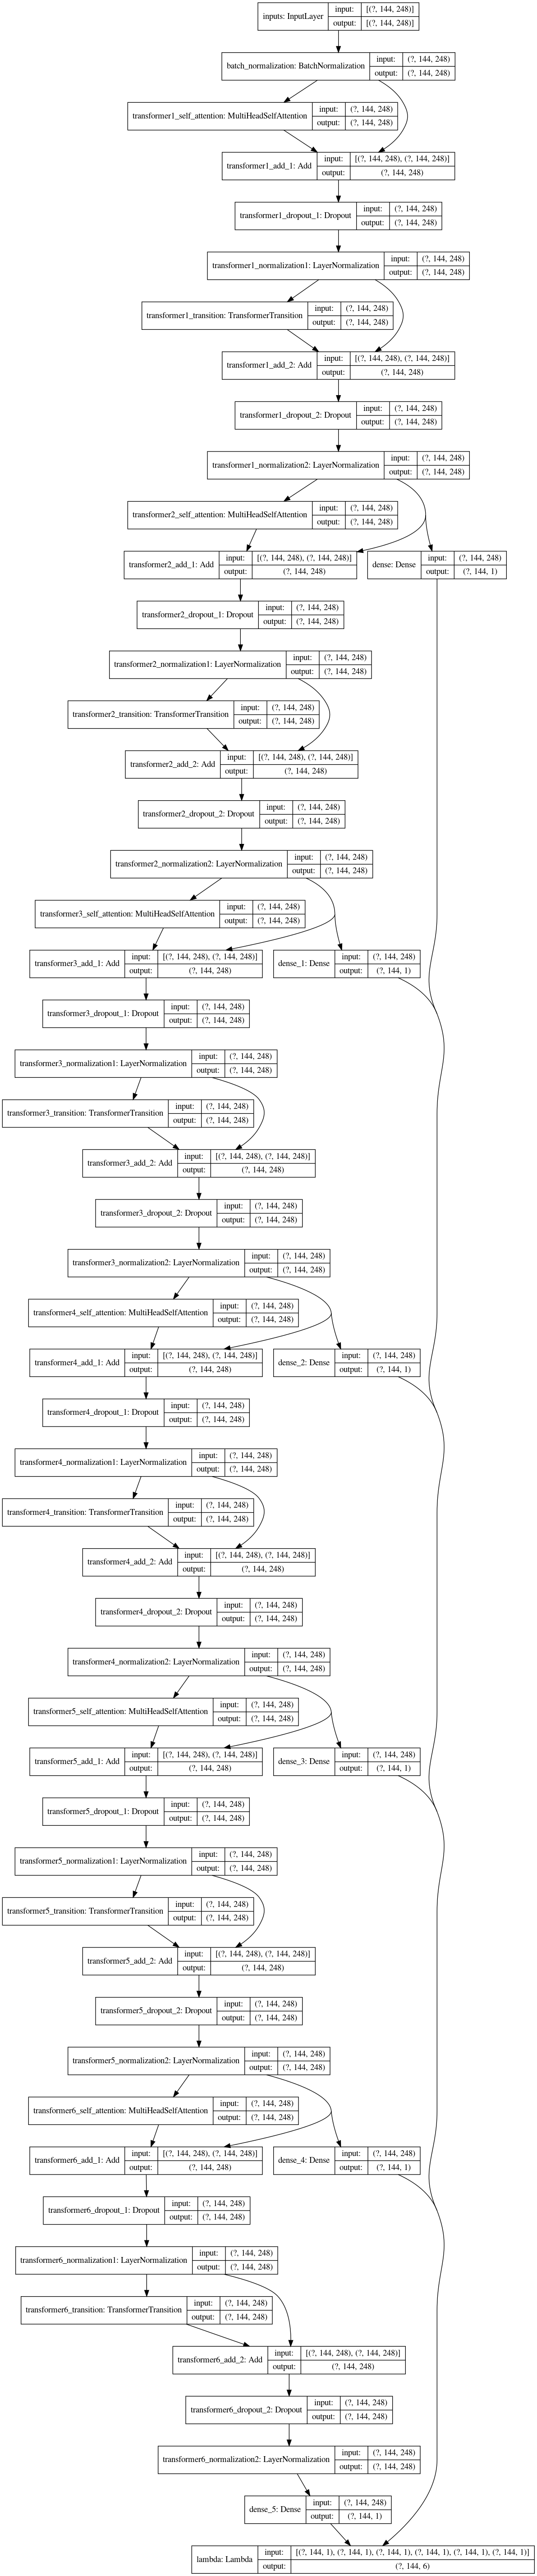 inputs: InputLayer input: [(?, 144, 248)]
output: [(?, 144, 248)]
batch_normalization: BatchNormalization input: (?, 144, 248)
output: (?, 144, 248)
transformer1_self_attention: MultiHeadSelfAttention input: (?, 144, 248)
output: (?, 144, 248)
transformer1_add_1: Add input: [(?, 144, 248), (?, 144, 248)]
output: (?, 144, 248)
transformer1_dropout_1: Dropout input: (?, 144, 248)
output: (?, 144, 248)
transformer1_normalization1: LayerNormalization input: (?, 144, 248)
output: (?, 144, 248)
transformer1_transition: TransformerTransition input: (?, 144, 248)
output: (?, 144, 248)
transformer1_add_2: Add input: [(?, 144, 248), (?, 144, 248)]
output: (?, 144, 248)
transformer1_dropout_2: Dropout input: (?, 144, 248)
output: (?, 144, 248)
transformer1_normalization2: LayerNormalization input: (?, 144, 248)
output: (?, 144, 248)
transformer2_self_attention: MultiHeadSelfAttention input: (?, 144, 248)
output: (?, 144, 248)
transformer2_add_1: Add input: [(?, 144, 248), (?, 144, 248)]
output: (?, 144, 248)
dense: Dense input: (?, 144, 248)
output: (?, 144, 1)
transformer2_dropout_1: Dropout input: (?, 144, 248)
output: (?, 144, 248)
transformer2_normalization1: LayerNormalization input: (?, 144, 248)
output: (?, 144, 248)
transformer2_transition: TransformerTransition input: (?, 144, 248)
output: (?, 144, 248)
transformer2_add_2: Add input: [(?, 144, 248), (?, 144, 248)]
output: (?, 144, 248)
transformer2_dropout_2: Dropout input: (?, 144, 248)
output: (?, 144, 248)
transformer2_normalization2: LayerNormalization input: (?, 144, 248)
output: (?, 144, 248)
transformer3_self_attention: MultiHeadSelfAttention input: (?, 144, 248)
output: (?, 144, 248)
transformer3_add_1: Add input: [(?, 144, 248), (?, 144, 248)]
output: (?, 144, 248)
dense_1: Dense input: (?, 144, 248)
output: (?, 144, 1)
transformer3_dropout_1: Dropout input: (?, 144, 248)
output: (?, 144, 248)
transformer3_normalization1: LayerNormalization input: (?, 144, 248)
output: (?, 144, 248)
transformer3_transition: TransformerTransition input: (?, 144, 248)
output: (?, 144, 248)
transformer3_add_2: Add input: [(?, 144, 248), (?, 144, 248)]
output: (?, 144, 248)
transformer3_dropout_2: Dropout input: (?, 144, 248)
output: (?, 144, 248)
transformer3_normalization2: LayerNormalization input: (?, 144, 248)
output: (?, 144, 248)
transformer4_self_attention: MultiHeadSelfAttention input: (?, 144, 248)
output: (?, 144, 248)
transformer4_add_1: Add input: [(?, 144, 248), (?, 144, 248)]
output: (?, 144, 248)
dense_2: Dense input: (?, 144, 248)
output: (?, 144, 1)
transformer4_dropout_1: Dropout input: (?, 144, 248)
output: (?, 144, 248)
transformer4_normalization1: LayerNormalization input: (?, 144, 248)
output: (?, 144, 248)
transformer4_transition: TransformerTransition input: (?, 144, 248)
output: (?, 144, 248)
transformer4_add_2: Add input: [(?, 144, 248), (?, 144, 248)]
output: (?, 144, 248)
transformer4_dropout_2: Dropout input: (?, 144, 248)
output: (?, 144, 248)
transformer4_normalization2: LayerNormalization input: (?, 144, 248)
output: (?, 144, 248)
transformer5_self_attention: MultiHeadSelfAttention input: (?, 144, 248)
output: (?, 144, 248)
transformer5_add_1: Add input: [(?, 144, 248), (?, 144, 248)]
output: (?, 144, 248)
dense_3: Dense input: (?, 144, 248)
output: (?, 144, 1)
transformer5_dropout_1: Dropout input: (?, 144, 248)
output: (?, 144, 248)
transformer5_normalization1: LayerNormalization input: (?, 144, 248)
output: (?, 144, 248)
transformer5_transition: TransformerTransition input: (?, 144, 248)
output: (?, 144, 248)
transformer5_add_2: Add input: [(?, 144, 248), (?, 144, 248)]
output: (?, 144, 248)
transformer5_dropout_2: Dropout input: (?, 144, 248)
output: (?, 144, 248)
transformer5_normalization2: LayerNormalization input: (?, 144, 248)
output: (?, 144, 248)
transformer6_self_attention: MultiHeadSelfAttention input: (?, 144, 248)
output: (?, 144, 248)
transformer6_add_1: Add input: [(?, 144, 248), (?, 144, 248)]
output: (?, 144, 248)
dense_4: Dense input: (?, 144, 248)
output: (?, 144, 1)
transformer6_dropout_1: Dropout input: (?, 144, 248)
output: (?, 144, 248)
transformer6_normalization1: LayerNormalization input: (?, 144, 248)
output: (?, 144, 248)
transformer6_transition: TransformerTransition input: (?, 144, 248)
output: (?, 144, 248)
transformer6_add_2: Add input: [(?, 144, 248), (?, 144, 248)]
output: (?, 144, 248)
transformer6_dropout_2: Dropout input: (?, 144, 248)
output: (?, 144, 248)
transformer6_normalization2: LayerNormalization input: (?, 144, 248)
output: (?, 144, 248)
dense_5: Dense input: (?, 144, 248)
output: (?, 144, 1)
lambda: Lambda input: [(?, 144, 1), (?, 144, 1), (?, 144, 1), (?, 144, 1), (?, 144, 1), (?, 144, 1)]
output: (?, 144, 6)